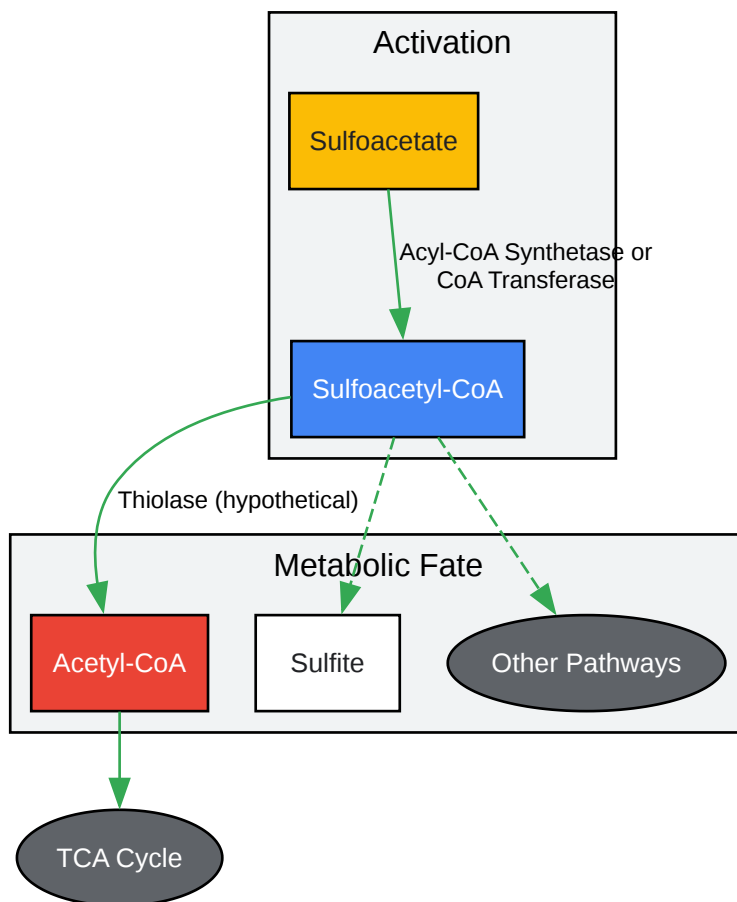 Activation
Sulfoacetate
Acyl-CoA Synthetase or
CoA Transferase
Sulfoacetyl-CoA
Thiolase (hypothetical)
Metabolic Fate
Acetyl-CoA
Sulfite
Other Pathways
TCA Cycle